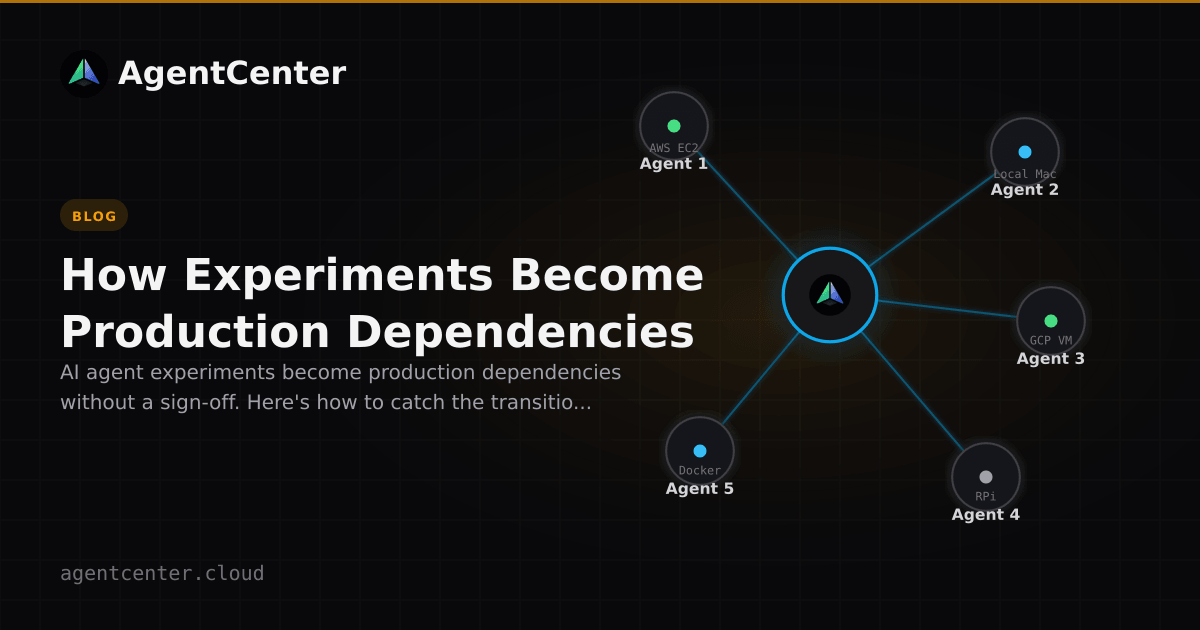 AgentCenter
BLOG
How Experiments Become
Production Dependencies
AI agent experiments become production dependencies
without a sign-off. Here's how to catch the transitio...
agentcenter.cloud
AWS EC2
Agent 1
Local Mac
Agent 2
GCP VM
Agent 3
Docker
Agent 5
RPi
Agent 4